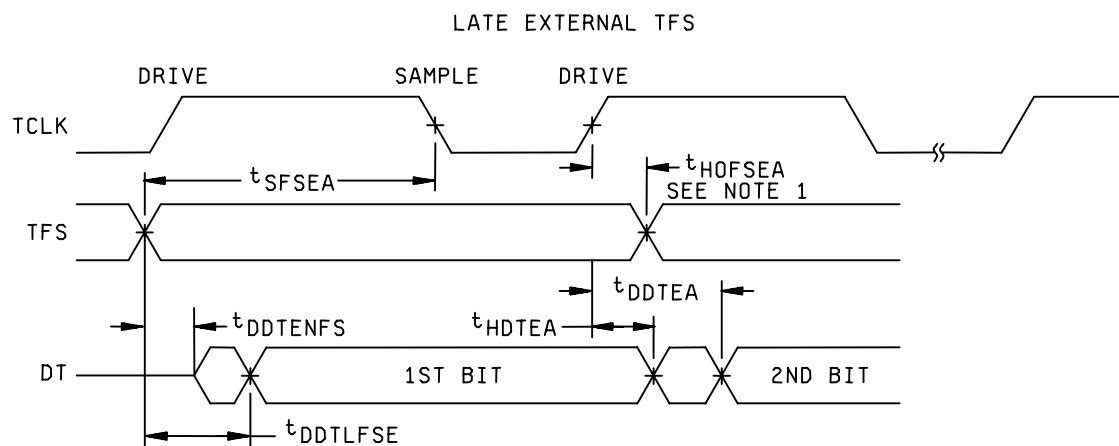 LATE EXTERNAL TFS
DRIVE SAMPLE DRIVE
TCLK
tSFSEA
tHOFSEA
SEE NOTE 1
TFS
tDDTEA
tDDTENFS
tHDTEA
DT
1ST BIT
2ND BIT
tDDTLFSE